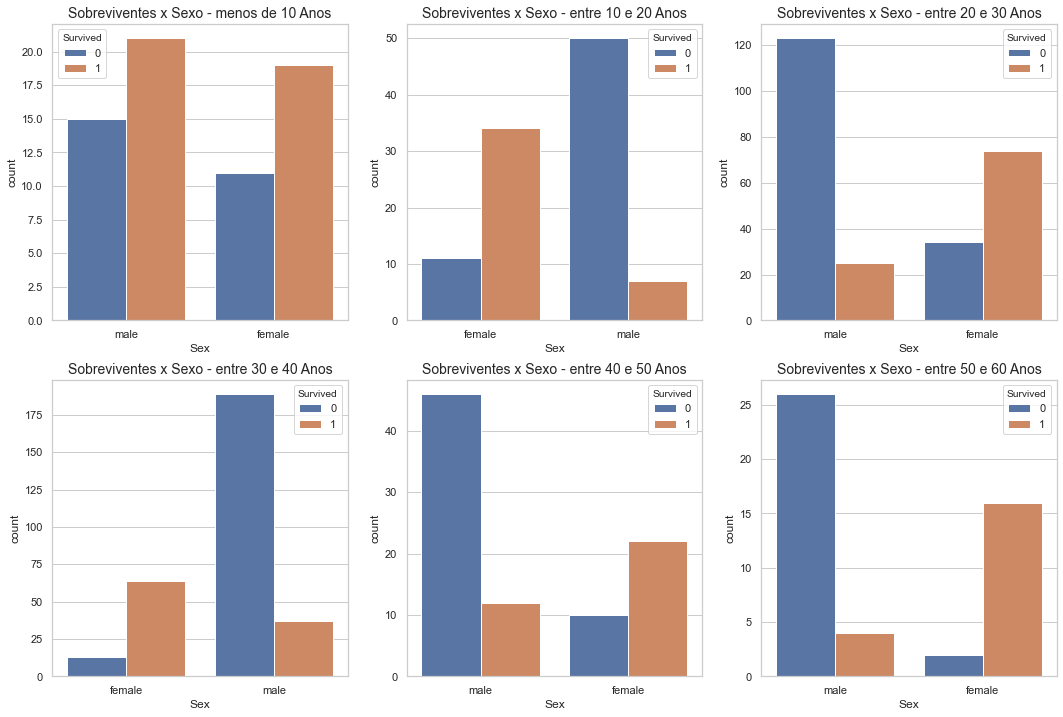 Sobreviventes x Sexo - menos de 10 Anos
Survived
0
1
20.0
17.5
15.0
12.5
10.0
7.5
5.0
2.5
0.0
count
male
female
Sex
Sobreviventes x Sexo - entre 10 e 20 Anos
Survived
0
1
50
40
30
20
10
0
count
female
male
Sex
Sobreviventes x Sexo - entre 20 e 30 Anos
Survived
0
1
120
100
80
60
40
20
0
count
male
female
Sex
Sobreviventes x Sexo - entre 30 e 40 Anos
Survived
0
1
175
150
125
100
75
50
25
0
count
female
male
Sex
Sobreviventes x Sexo - entre 40 e 50 Anos
Survived
0
1
40
30
20
10
0
count
male
female
Sex
Sobreviventes x Sexo - entre 50 e 60 Anos
Survived
0
1
25
20
15
10
5
0
count
male
female
Sex